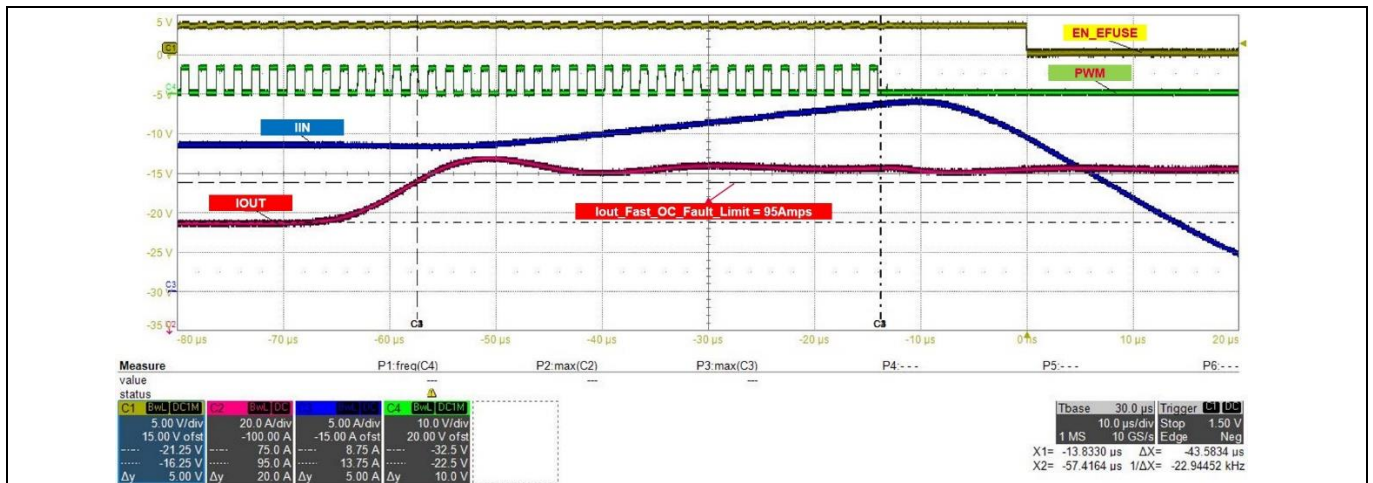 5 V
EN_EFUSE
C1
0 V
PWM
-5 V
C4
-10 V
IIN
-15 V
IOUT
Iout_Fast_OC_Fault_Limit = 95Amps
-20 V
-25 V
C3
-30 V
-35 V
C2
-80 µs -70 µs -60 µs -50 µs -40 µs -30 µs -20 µs -10 µs 0 ns 10 µs 20 µs
Measure P1:freq(C4) P2:max(C2) P3:max(C3) P4:- - - P5:- - - P6:- - -
value --- --- ---
status
C1 BwL DC1M C2 BwL DC C4 BwL DC1M
5.00 V/div 20.0 A/div 5.00 A/div 10.0 V/div
15.00 V ofst -100.00 A -15.00 A ofst 20.00 V ofst
-21.25 V 75.0 A 8.75 A -32.5 V
-16.25 V 95.0 A 13.75 A -22.5 V
Δy 5.00 V Δy 20.0 A Δy 5.00 A Δy 10.0 V
Tbase 30.0 µs Trigger C1 DC
10.0 µs/div Stop 1.50 V
1 MS 10 GS/s Edge Neg
X1= -13.8330 µs ΔX= -43.5834 µs
X2= -57.4164 µs 1/ΔX= -22.94452 kHz